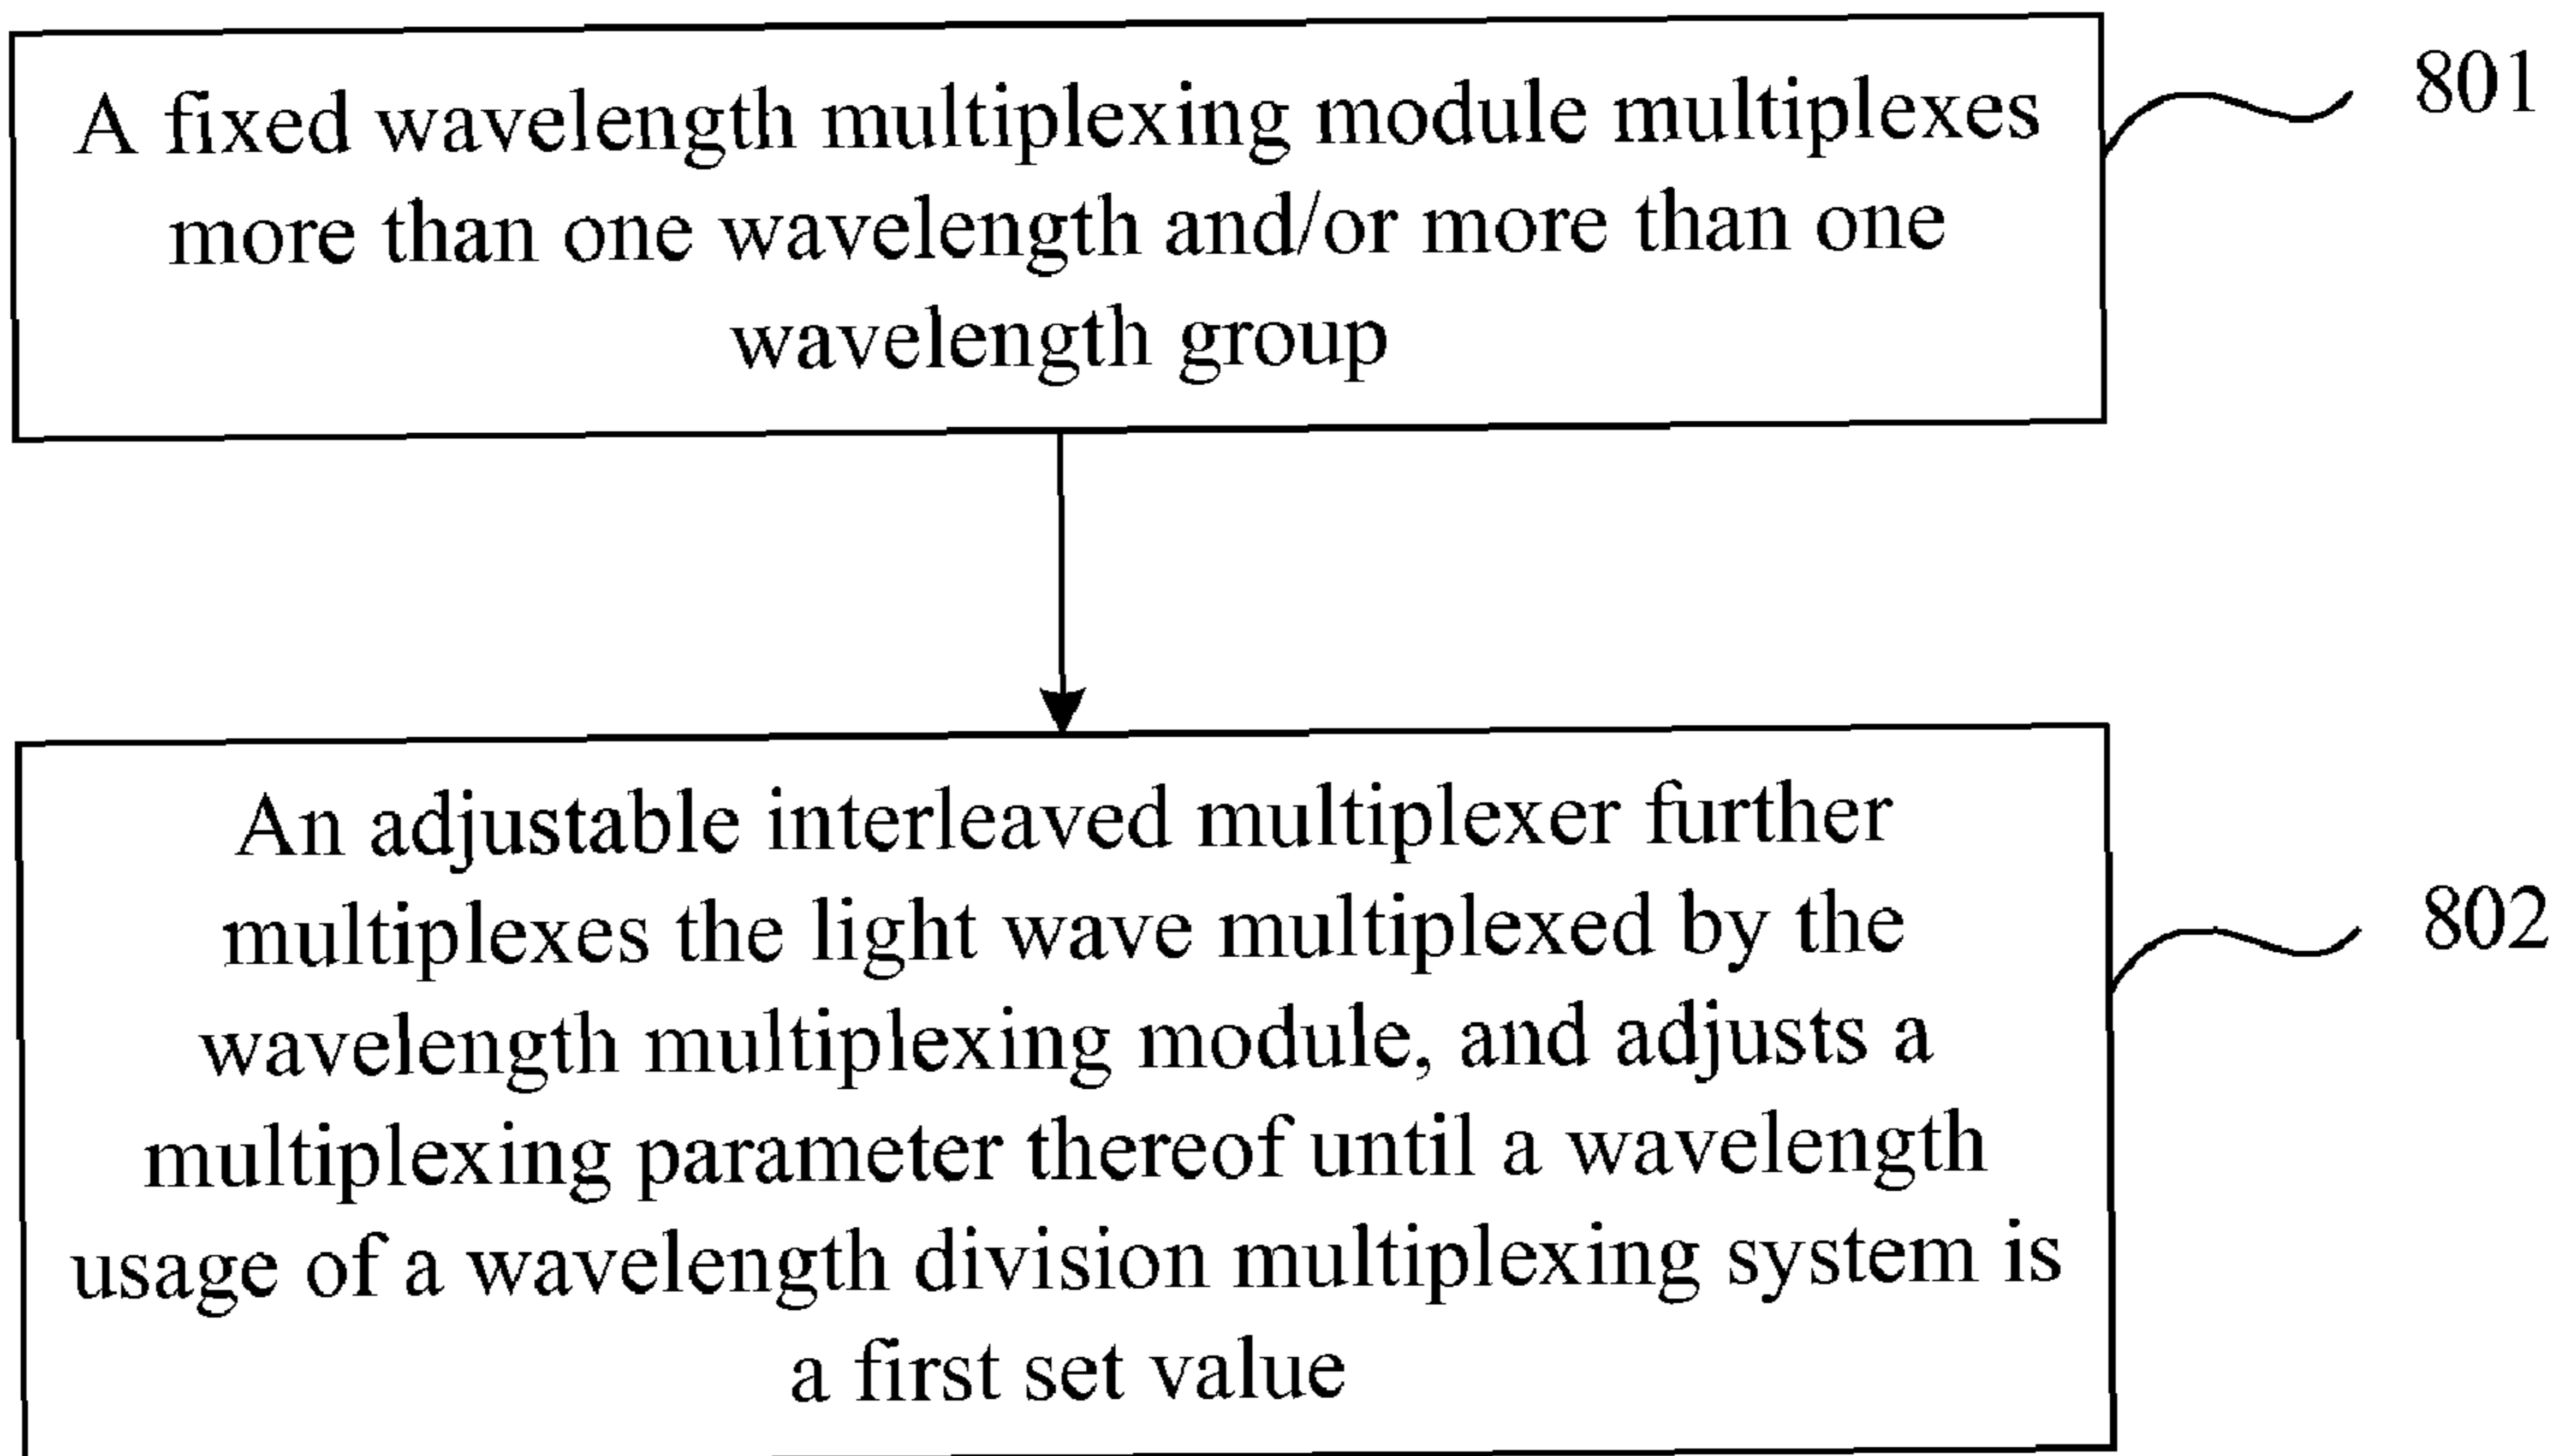 A fixed wavelength multiplexing module multiplexes
more than one wavelength and/or more than one
wavelength group
801
An adjustable interleaved multiplexer further
multiplexes the light wave multiplexed by the
wavelength multiplexing module, and adjusts a
multiplexing parameter thereof until a wavelength
usage of a wavelength division multiplexing system is
a first set value
802